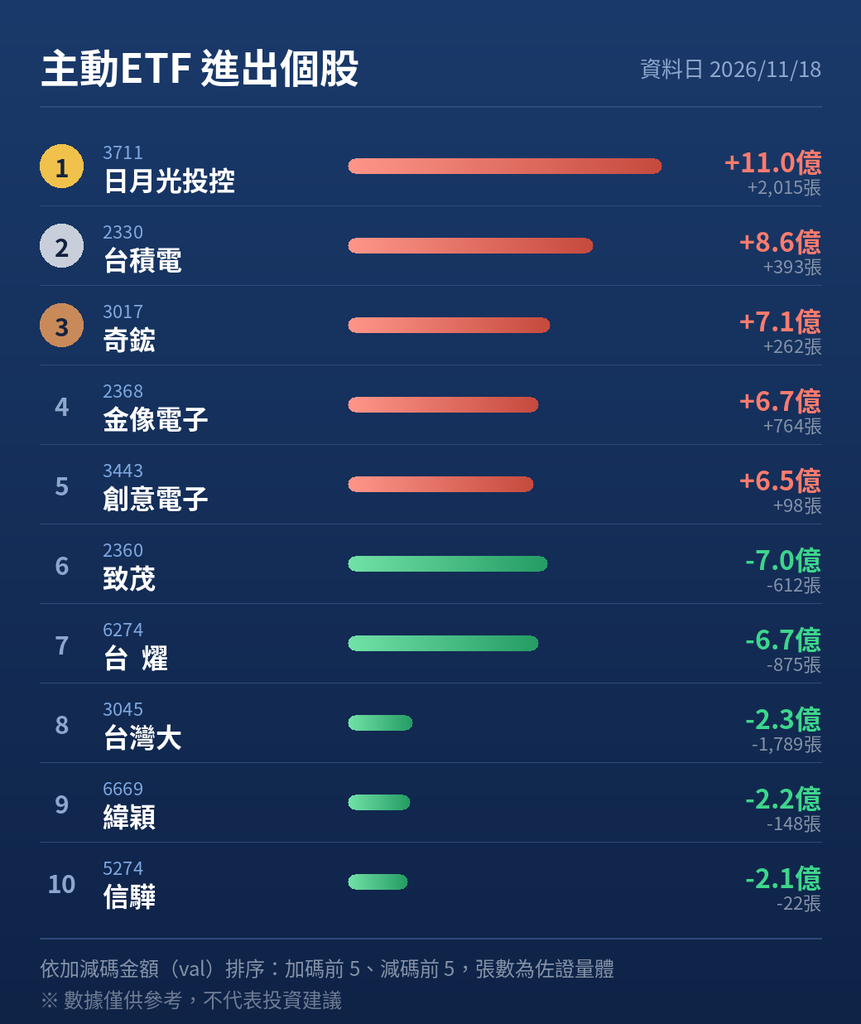 主動ETF 進出個股
資料日 2026/11/18
1
3711
日月光投控
+11.0億
+2,015張
2
2330
台積電
+8.6億
+393張
3
3017
奇鋐
+7.1億
+262張
4
2368
金像電子
+6.7億
+764張
5
3443
創意電子
+6.5億
+98張
6
2360
致茂
-7.0億
-612張
7
6274
台 燿
-6.7億
-875張
8
3045
台灣大
-2.3億
-1,789張
9
6669
緯穎
-2.2億
-148張
10
5274
信驊
-2.1億
-22張
依加減碼金額（val）排序：加碼前 5、減碼前 5，張數為佐證量體
※ 數據僅供參考，不代表投資建議